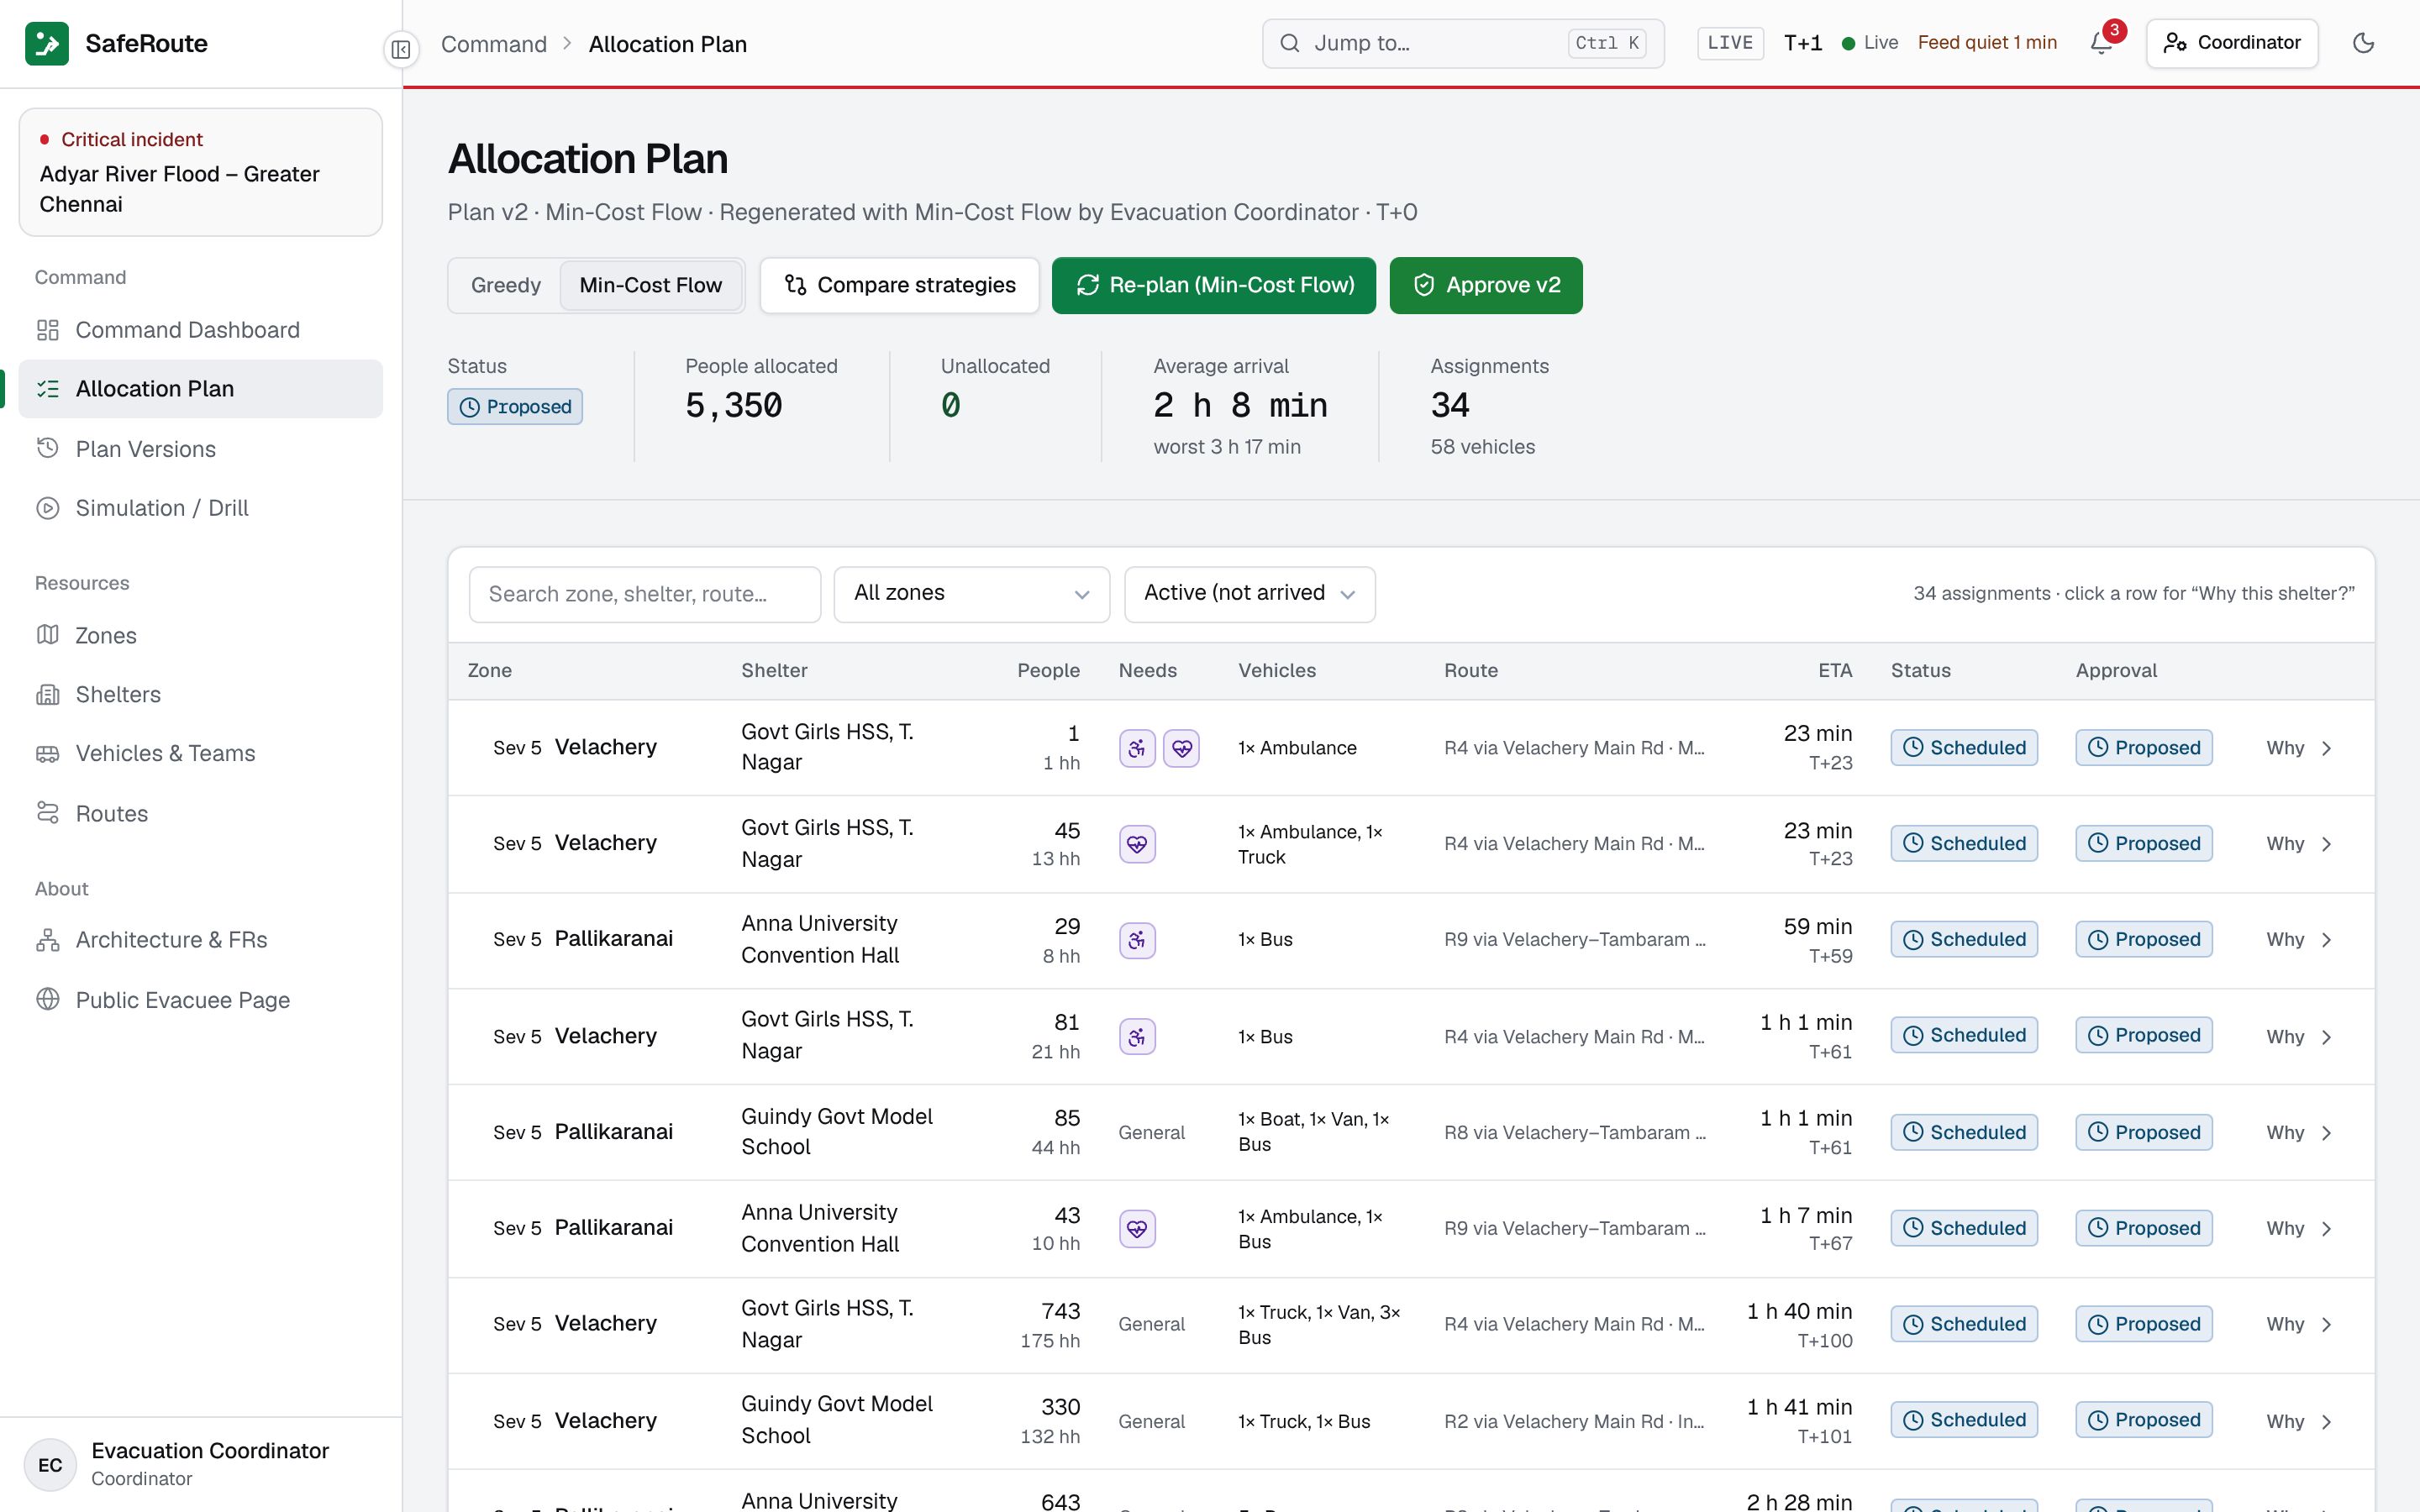 SafeRoute
Command > Allocation Plan
Jump to... Ctrl K
LIVE T+1 Live Feed quiet 1 min 3 Coordinator
Critical incident
Adyar River Flood – Greater
Chennai
Command
Command Dashboard
Allocation Plan
Plan Versions
Simulation / Drill
Resources
Zones
Shelters
Vehicles & Teams
Routes
About
Architecture & FRs
Public Evacuee Page
EC Evacuation Coordinator
Coordinator
Allocation Plan
Plan v2 · Min-Cost Flow · Regenerated with Min-Cost Flow by Evacuation Coordinator · T+0
Greedy Min-Cost Flow Compare strategies Re-plan (Min-Cost Flow) Approve v2
Status People allocated Unallocated Average arrival Assignments
Proposed 5,350 0 2 h 8 min 34
worst 3 h 17 min 58 vehicles
Search zone, shelter, route... All zones Active (not arrived 34 assignments · click a row for “Why this shelter?”
Zone Shelter People Needs Vehicles Route ETA Status Approval
Sev 5 Velachery Govt Girls HSS, T. 1 1× Ambulance R4 via Velachery Main Rd · M... 23 min Scheduled Proposed Why
Nagar 1 hh T+23
Sev 5 Velachery Govt Girls HSS, T. 45 1× Ambulance, 1× R4 via Velachery Main Rd · M... 23 min Scheduled Proposed Why
Nagar 13 hh Truck T+23
Sev 5 Pallikaranai Anna University 29 1× Bus R9 via Velachery–Tambaram ... 59 min Scheduled Proposed Why
Convention Hall 8 hh T+59
Sev 5 Velachery Govt Girls HSS, T. 81 1× Bus R4 via Velachery Main Rd · M... 1 h 1 min Scheduled Proposed Why
Nagar 21 hh T+61
Sev 5 Pallikaranai Guindy Govt Model 85 General 1× Boat, 1× Van, 1× R8 via Velachery–Tambaram ... 1 h 1 min Scheduled Proposed Why
School 44 hh Bus T+61
Sev 5 Pallikaranai Anna University 43 1× Ambulance, 1× R9 via Velachery–Tambaram ... 1 h 7 min Scheduled Proposed Why
Convention Hall 10 hh Bus T+67
Sev 5 Velachery Govt Girls HSS, T. 743 General 1× Truck, 1× Van, 3× R4 via Velachery Main Rd · M... 1 h 40 min Scheduled Proposed Why
Nagar 175 hh Bus T+100
Sev 5 Velachery Guindy Govt Model 330 General 1× Truck, 1× Bus R2 via Velachery Main Rd · In... 1 h 41 min Scheduled Proposed Why
School 132 hh T+101
Anna University 643 2 h 28 min